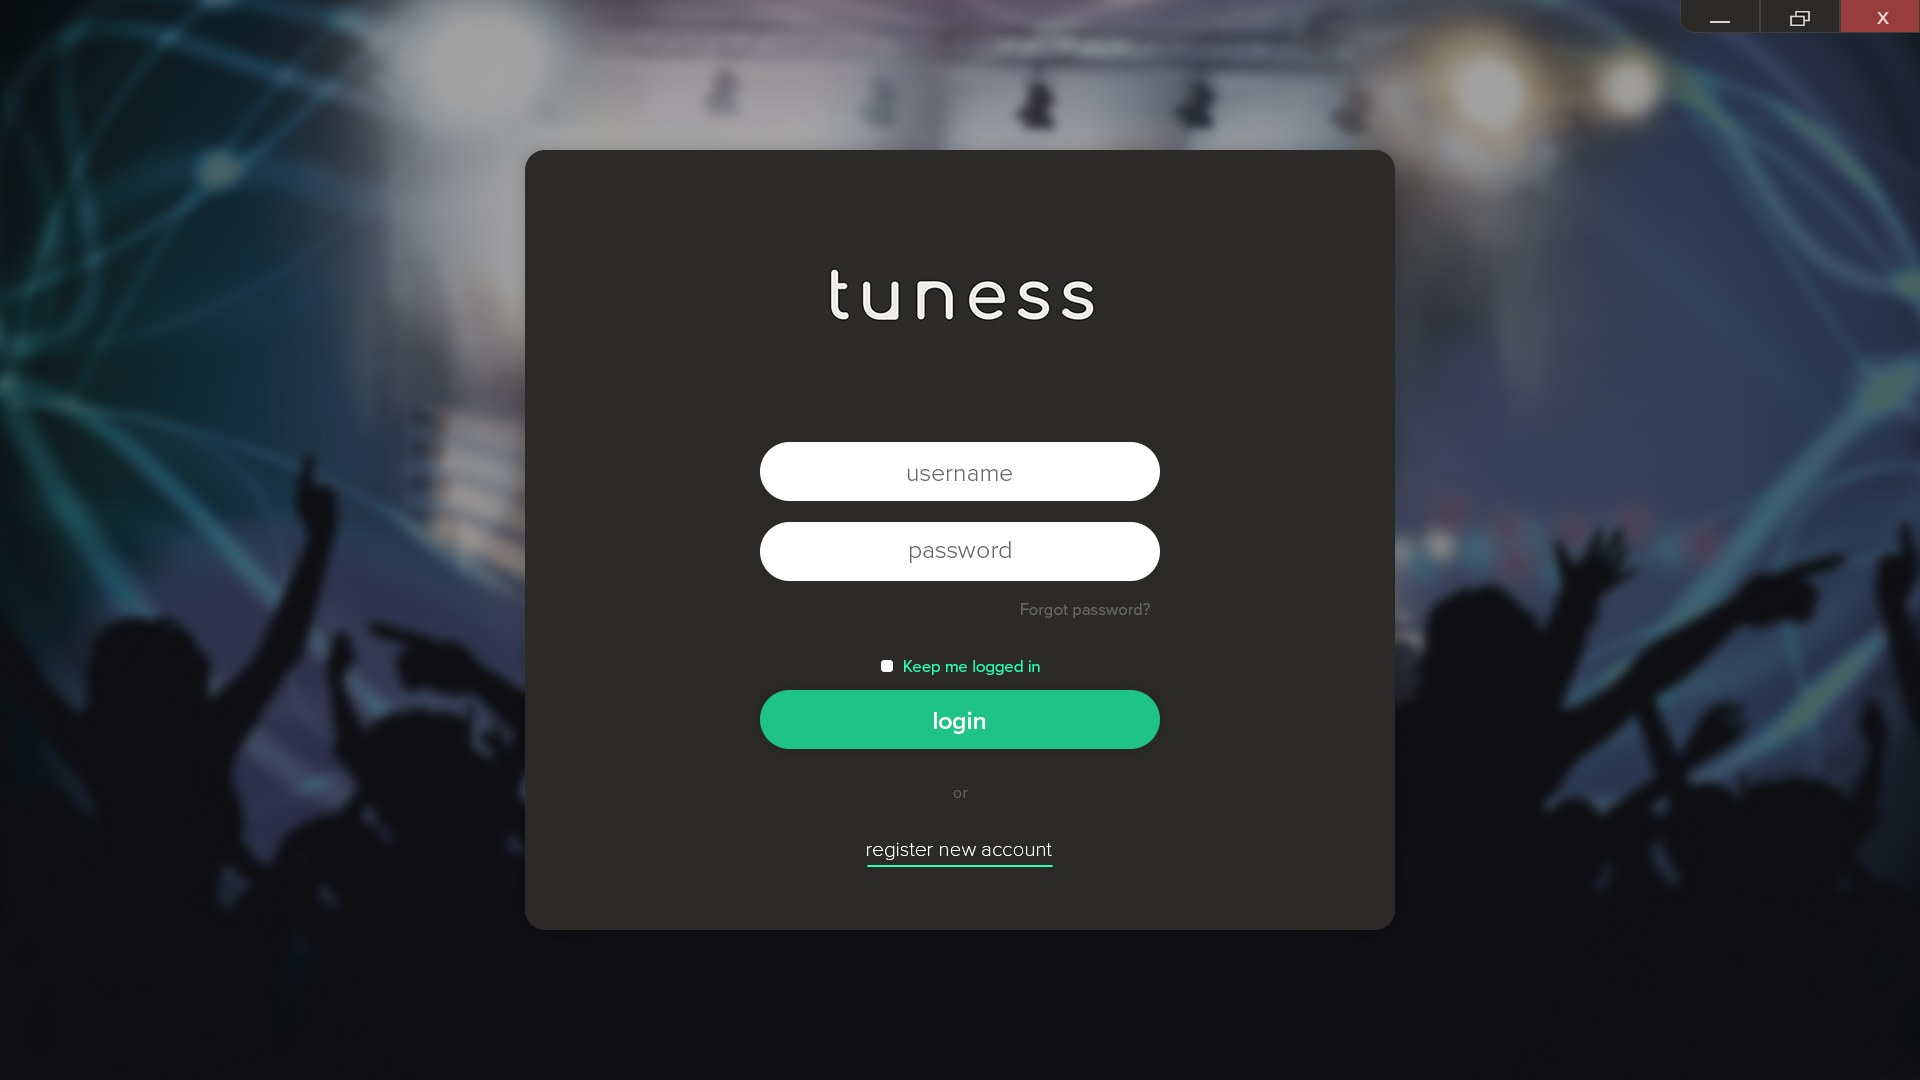 X
tuness
username
password
Forgot password?
Keep me logged in
login
or
register new account